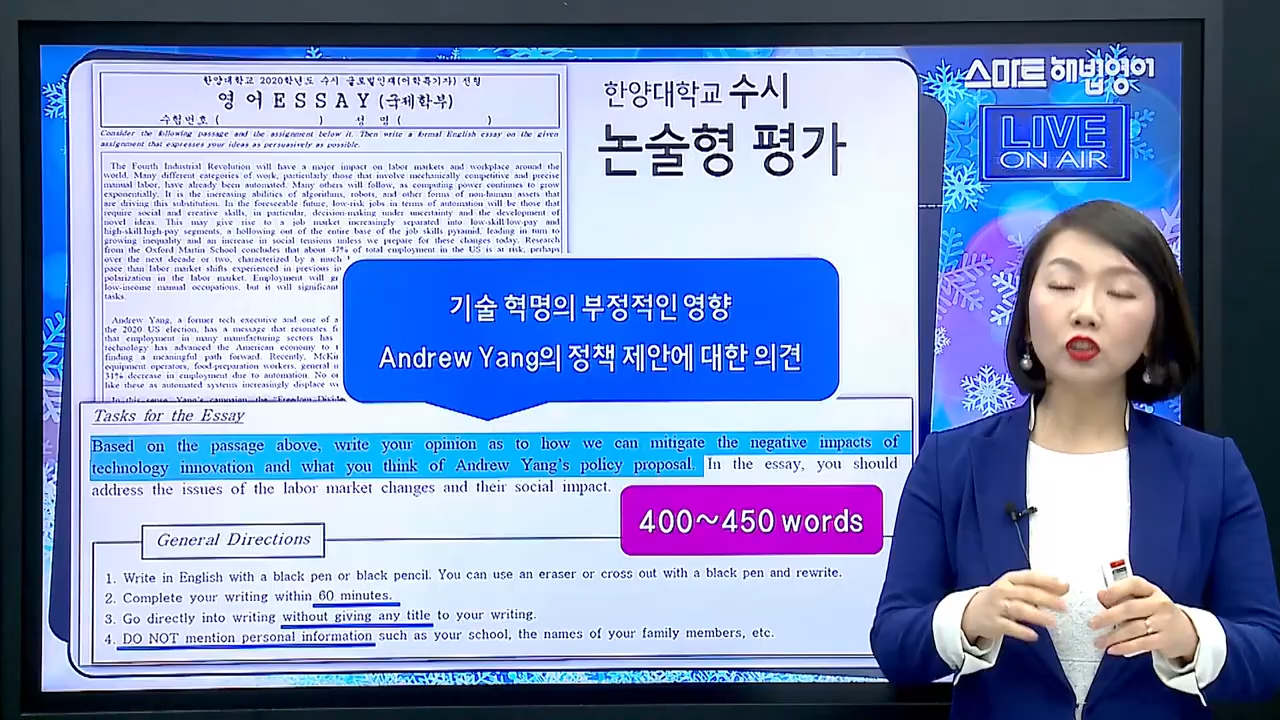 한양대학교 2020학년도 수시 글로벌인재(어학특기자) 전형
영 어 E S S A Y (국제학부)
수험번호 ( ) 성 명 ( )
Consider the following passage and the assignment below it. Then write a formal English essay on the given
assignment that expresses your ideas as persuasively as possible.
The Fourth Industrial Revolution will have a major impact on labor markets and workplace around the
world. Many different categories of work, particularly those that involve mechanically competitive and precise
manual labor, have already been automated. Many others will follow, as computing power continues to grow
exponentially. It is the increasing abilities of algorithms, robots, and other forms of non-human assets that
are driving this substitution. In the foreseeable future, low-risk jobs in terms of automation will be those that
require social and creative skills, in particular, decision-making under uncertainty and the development of
novel ideas. This may give rise to a job market increasingly separated into low-skill/low-pay and
high-skill/high-pay segments, a hollowing out of the entire base of the job skills pyramid, leading in turn to
growing inequality and an increase in social tensions unless we prepare for these changes today. Research
from the Oxford Martin School concludes that about 47% of total employment in the US is at risk, perhaps
over the next decade or two, characterized by a much
pace than labor market shifts experienced in previous in
polarization in the labor market. Employment will gr
low-income manual occupations, but it will significant
tasks.
Andrew Yang, a former tech executive and one of a
the 2020 US election, has a message that resonates f
that employment in many manufacturing sectors has
technology has advanced the American economy to t
finding a meaningful path forward. Recently, McKi
equipment operators, food-preparation workers, general
31% decrease in employment due to automation. No
like these as automated systems increasingly displace w
In this sense, Yang's campaign, the "Freedom Divide
한양대학교 수시
논술형 평가
스마트해법영어
LIVE
ON AIR
기술 혁명의 부정적인 영향
Andrew Yang의 정책 제안에 대한 의견
Tasks for the Essay
Based on the passage above, write your opinion as to how we can mitigate the negative impacts of
technology innovation and what you think of Andrew Yang's policy proposal. In the essay, you should
address the issues of the labor market changes and their social impact.
400~450 words
General Directions
1. Write in English with a black pen or black pencil. You can use an eraser or cross out with a black pen and rewrite.
2. Complete your writing within 60 minutes.
3. Go directly into writing without giving any title to your writing.
4. DO NOT mention personal information such as your school, the names of your family members, etc.